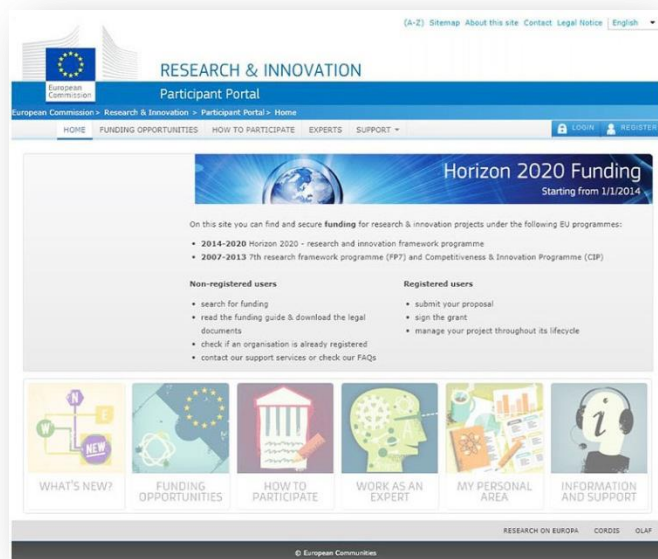 (A-Z) Sitemap About this site Contact Legal Notice English
European Commission
RESEARCH & INNOVATION
Participant Portal
European Commission > Research & Innovation > Participant Portal > Home
HOME FUNDING OPPORTUNITIES HOW TO PARTICIPATE EXPERTS SUPPORT LOGIN REGISTER
Horizon 2020 Funding
Starting from 1/1/2014
On this site you can find and secure funding for research & innovation projects under the following EU programmes:
• 2014-2020 Horizon 2020 - research and innovation framework programme
• 2007-2013 7th research framework programme (FP7) and Competitiveness & Innovation Programme (CIP)
Non-registered users
• search for funding
• read the funding guide & download the legal
documents
• check if an organisation is already registered
• contact our support services or check our FAQs
Registered users
• submit your proposal
• sign the grant
• manage your project throughout its lifecycle
N
W
E
NEW
i
WHAT'S NEW?
FUNDING
OPPORTUNITIES
HOW TO
PARTICIPATE
WORK AS AN
EXPERT
MY PERSONAL
AREA
INFORMATION
AND SUPPORT
RESEARCH ON EUROPA CORDIS OLAF
© European Communities